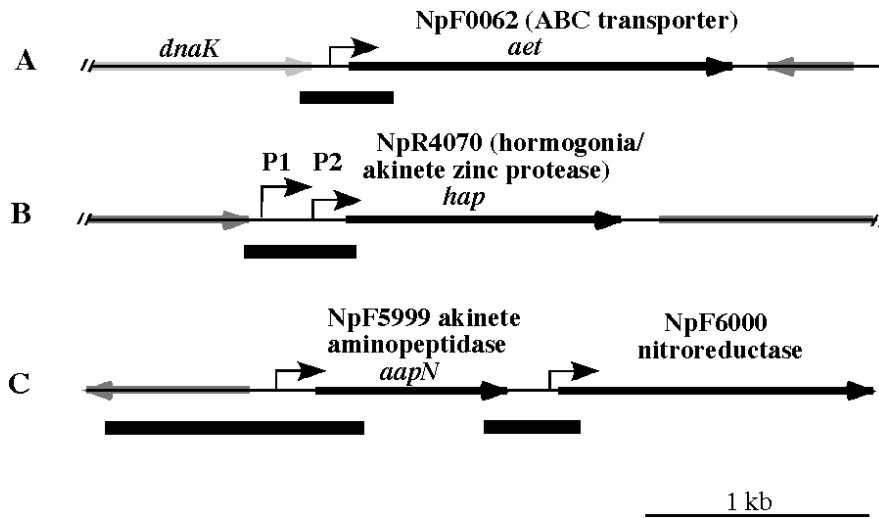 NpF0062 (ABC transporter)
A // dnaK aet
NpR4070 (hormogonia/
P1 P2 akinete zinc protease)
hap
B // //
NpF5999 akinete
aminopeptidase
aapN
NpF6000
nitroreductase
C
1 kb